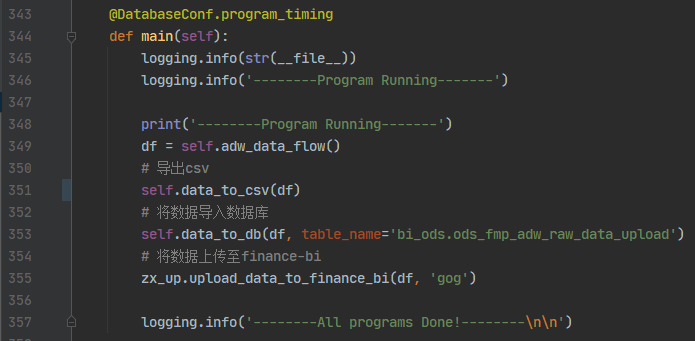 343 @DatabaseConf.program_timing
344 def main(self):
345 logging.info(str(__file__))
346 logging.info('--------Program Running-------')
347
348 print('--------Program Running-------')
349 df = self.adw_data_flow()
350 # 导出csv
351 self.data_to_csv(df)
352 # 将数据导入数据库
353 self.data_to_db(df, table_name='bi_ods.ods_fmp_adw_raw_data_upload')
354 # 将数据上传至finance-bi
355 zx_up.upload_data_to_finance_bi(df, 'gog')
356
357 logging.info('--------All programs Done!--------\n\n')